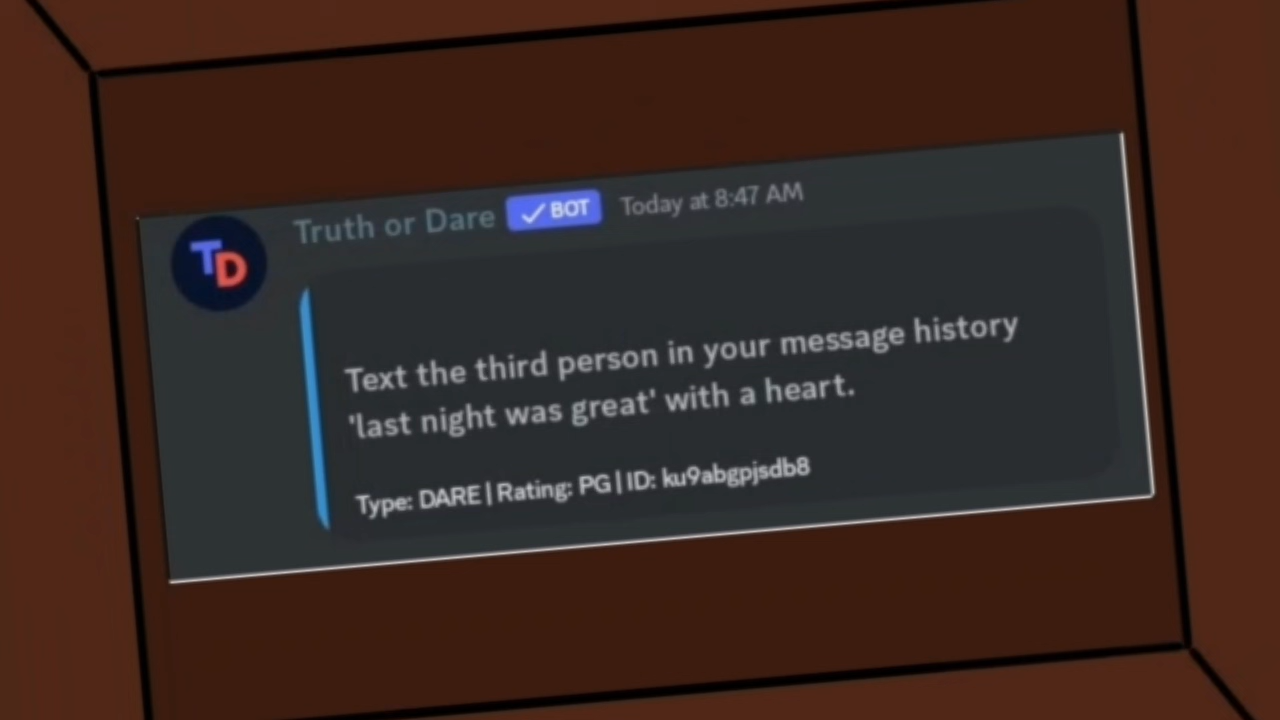 TD
Truth or Dare ✓ BOT Today at 8:47 AM
Text the third person in your message history
'last night was great' with a heart.
Type: DARE | Rating: PG | ID: ku9abgpjsdb8